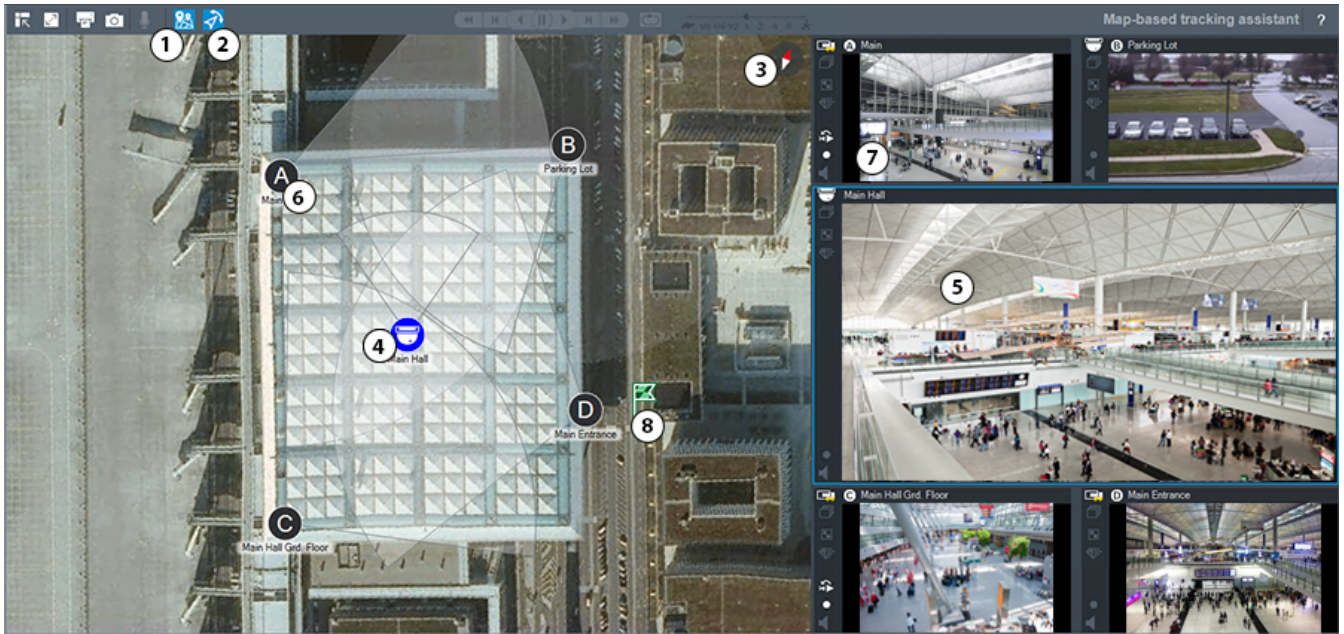 Map-based tracking assistant ?
1
2
3
A Main
B Parking Lot
7
B
Parking Lot
A
Main
6
Main Hall
5
4
Main Hall
8
D
Main Entrance
C
Main Hall Grd. Floor
C Main Hall Grd. Floor
D Main Entrance